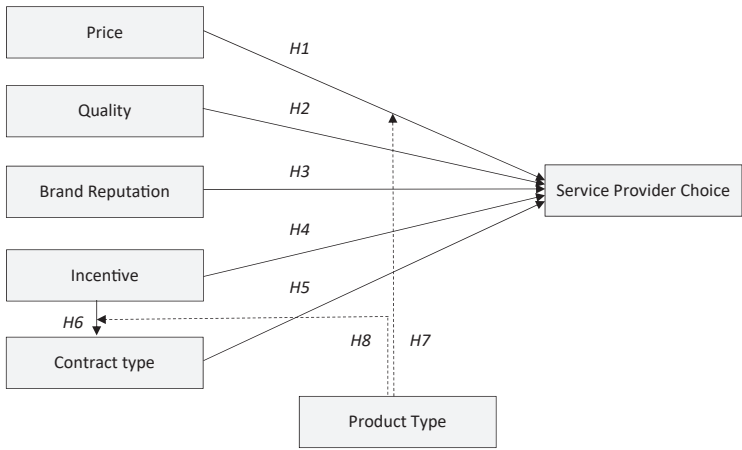 Price
H1
Quality
H2
Brand Reputation
H3
Service Provider Choice
H4
Incentive
H5
H6
Contract type
H8
H7
Product Type